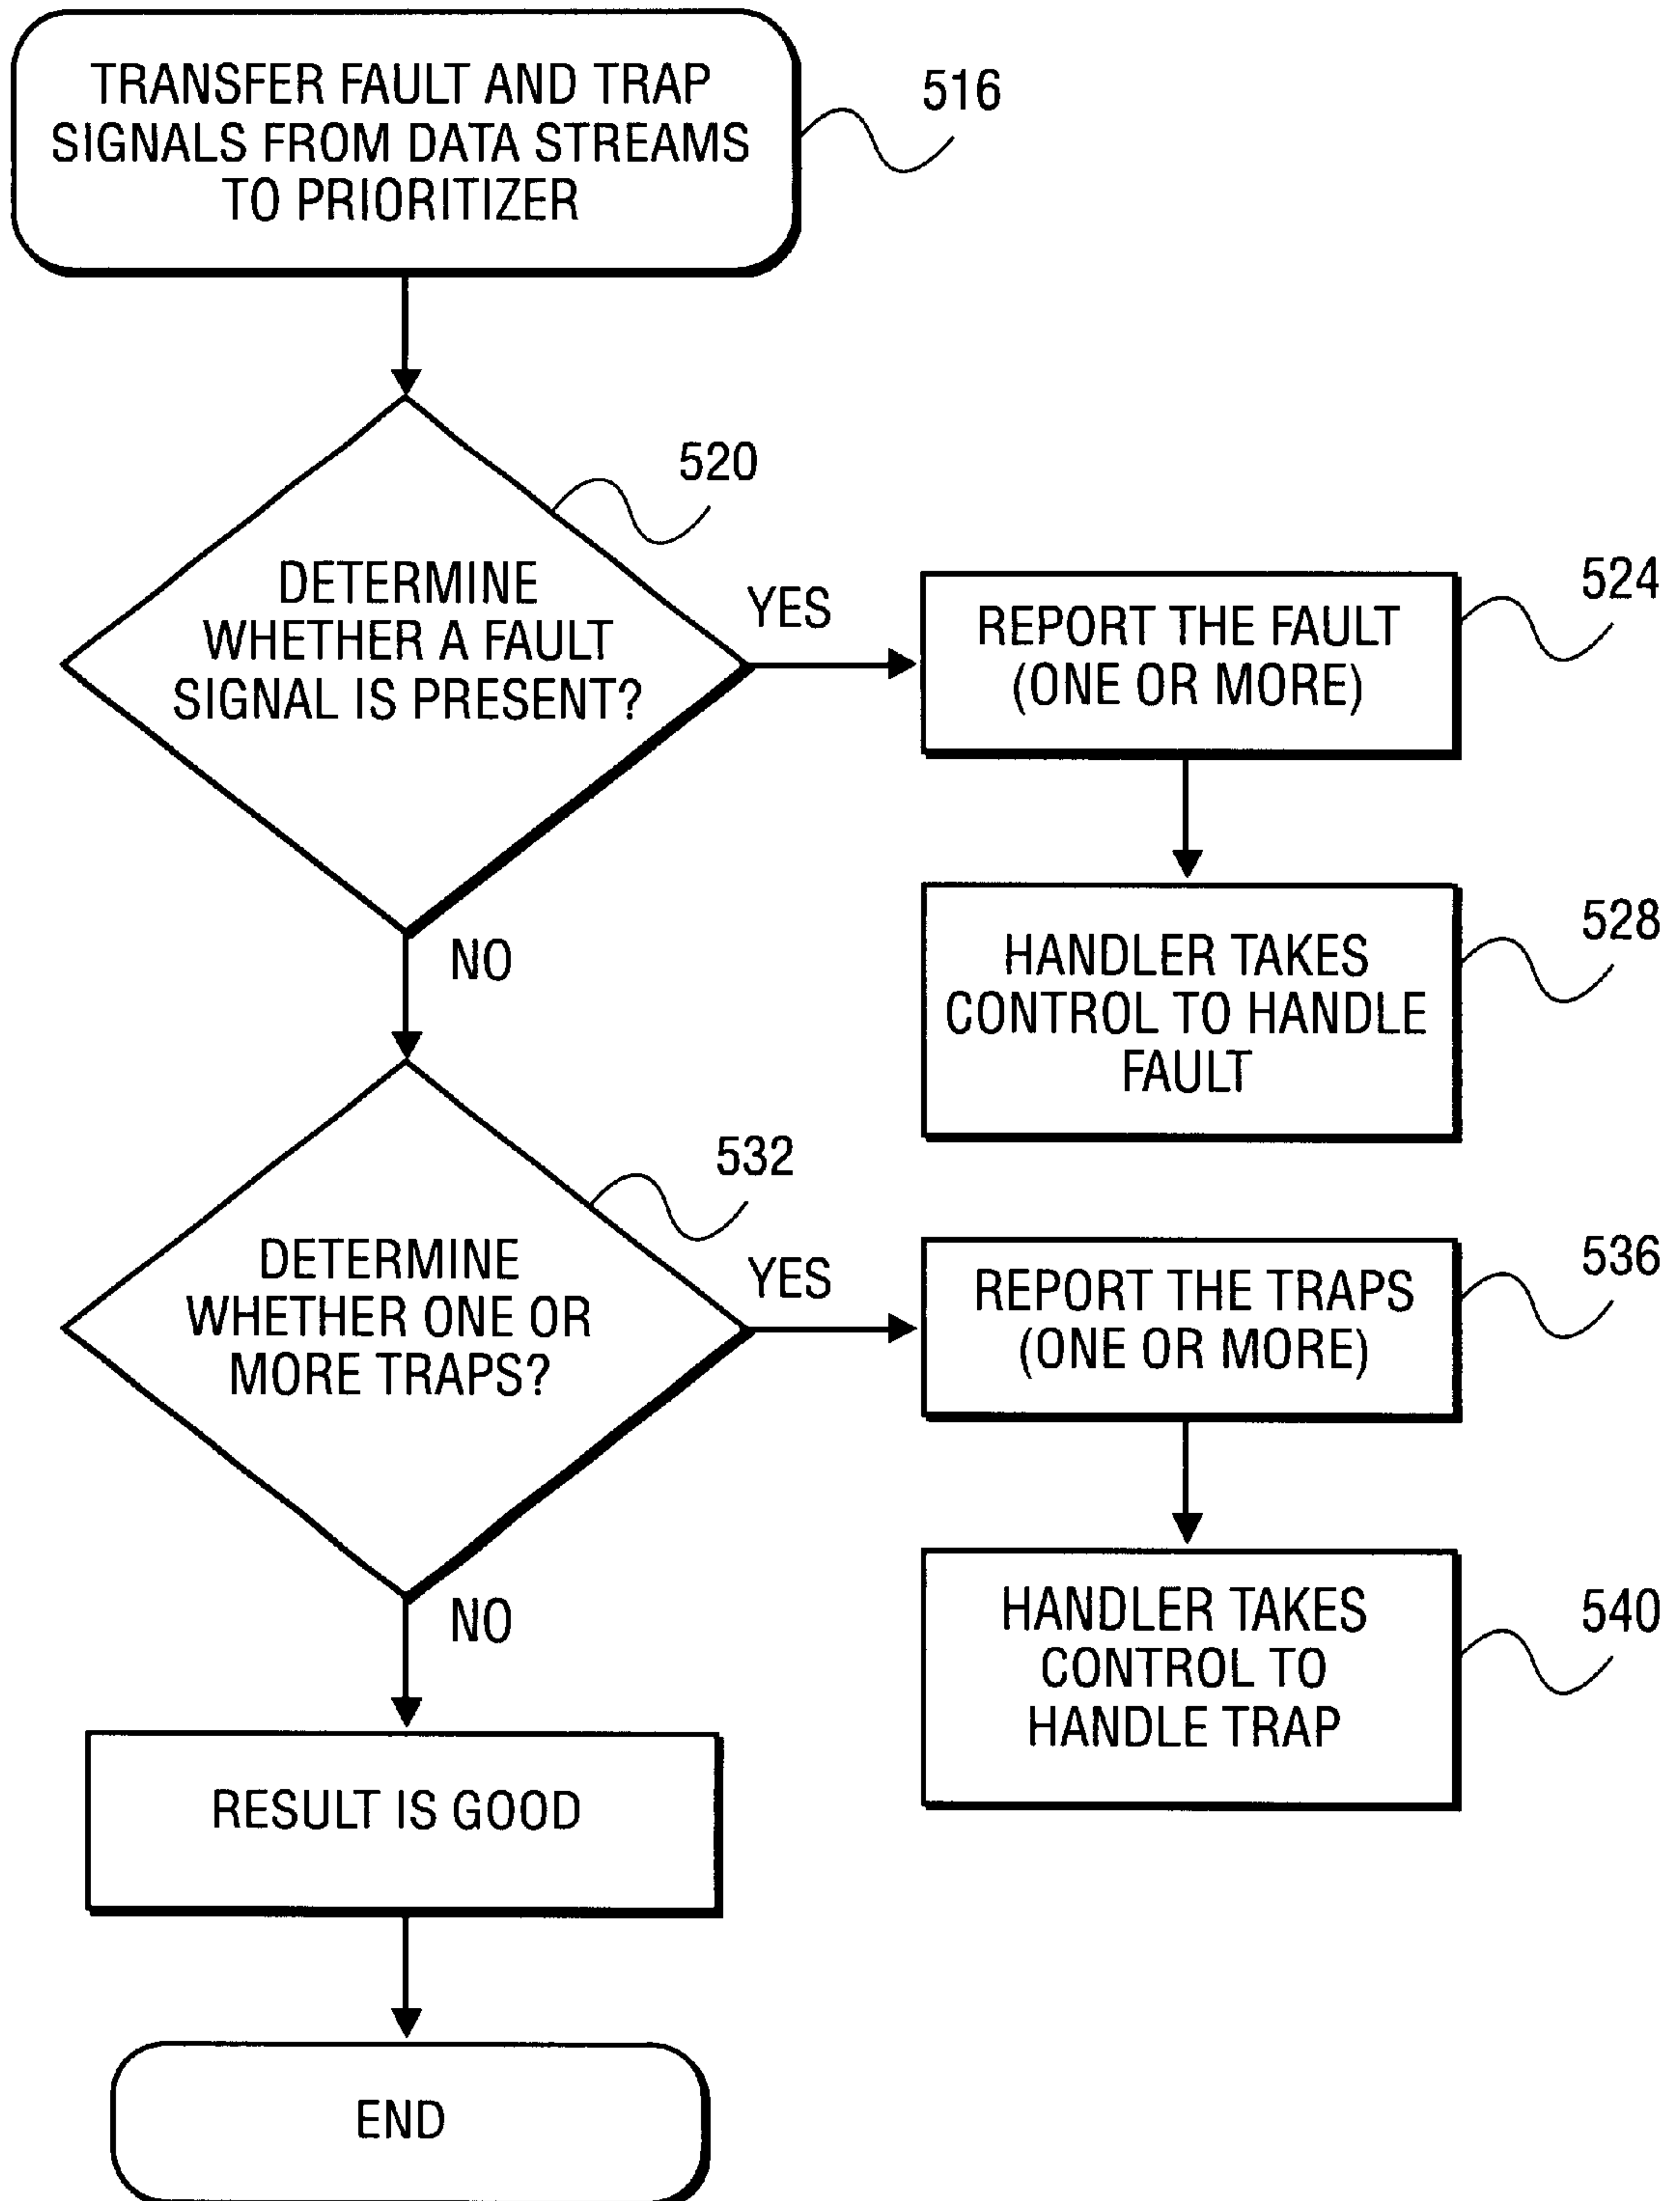 TRANSFER FAULT AND TRAP
SIGNALS FROM DATA STREAMS
TO PRIORITIZER
516
520
DETERMINE
WHETHER A FAULT
SIGNAL IS PRESENT?
YES
REPORT THE FAULT
(ONE OR MORE)
524
NO
HANDLER TAKES
CONTROL TO HANDLE
FAULT
528
532
DETERMINE
WHETHER ONE OR
MORE TRAPS?
YES
REPORT THE TRAPS
(ONE OR MORE)
536
NO
HANDLER TAKES
CONTROL TO
HANDLE TRAP
540
RESULT IS GOOD
END